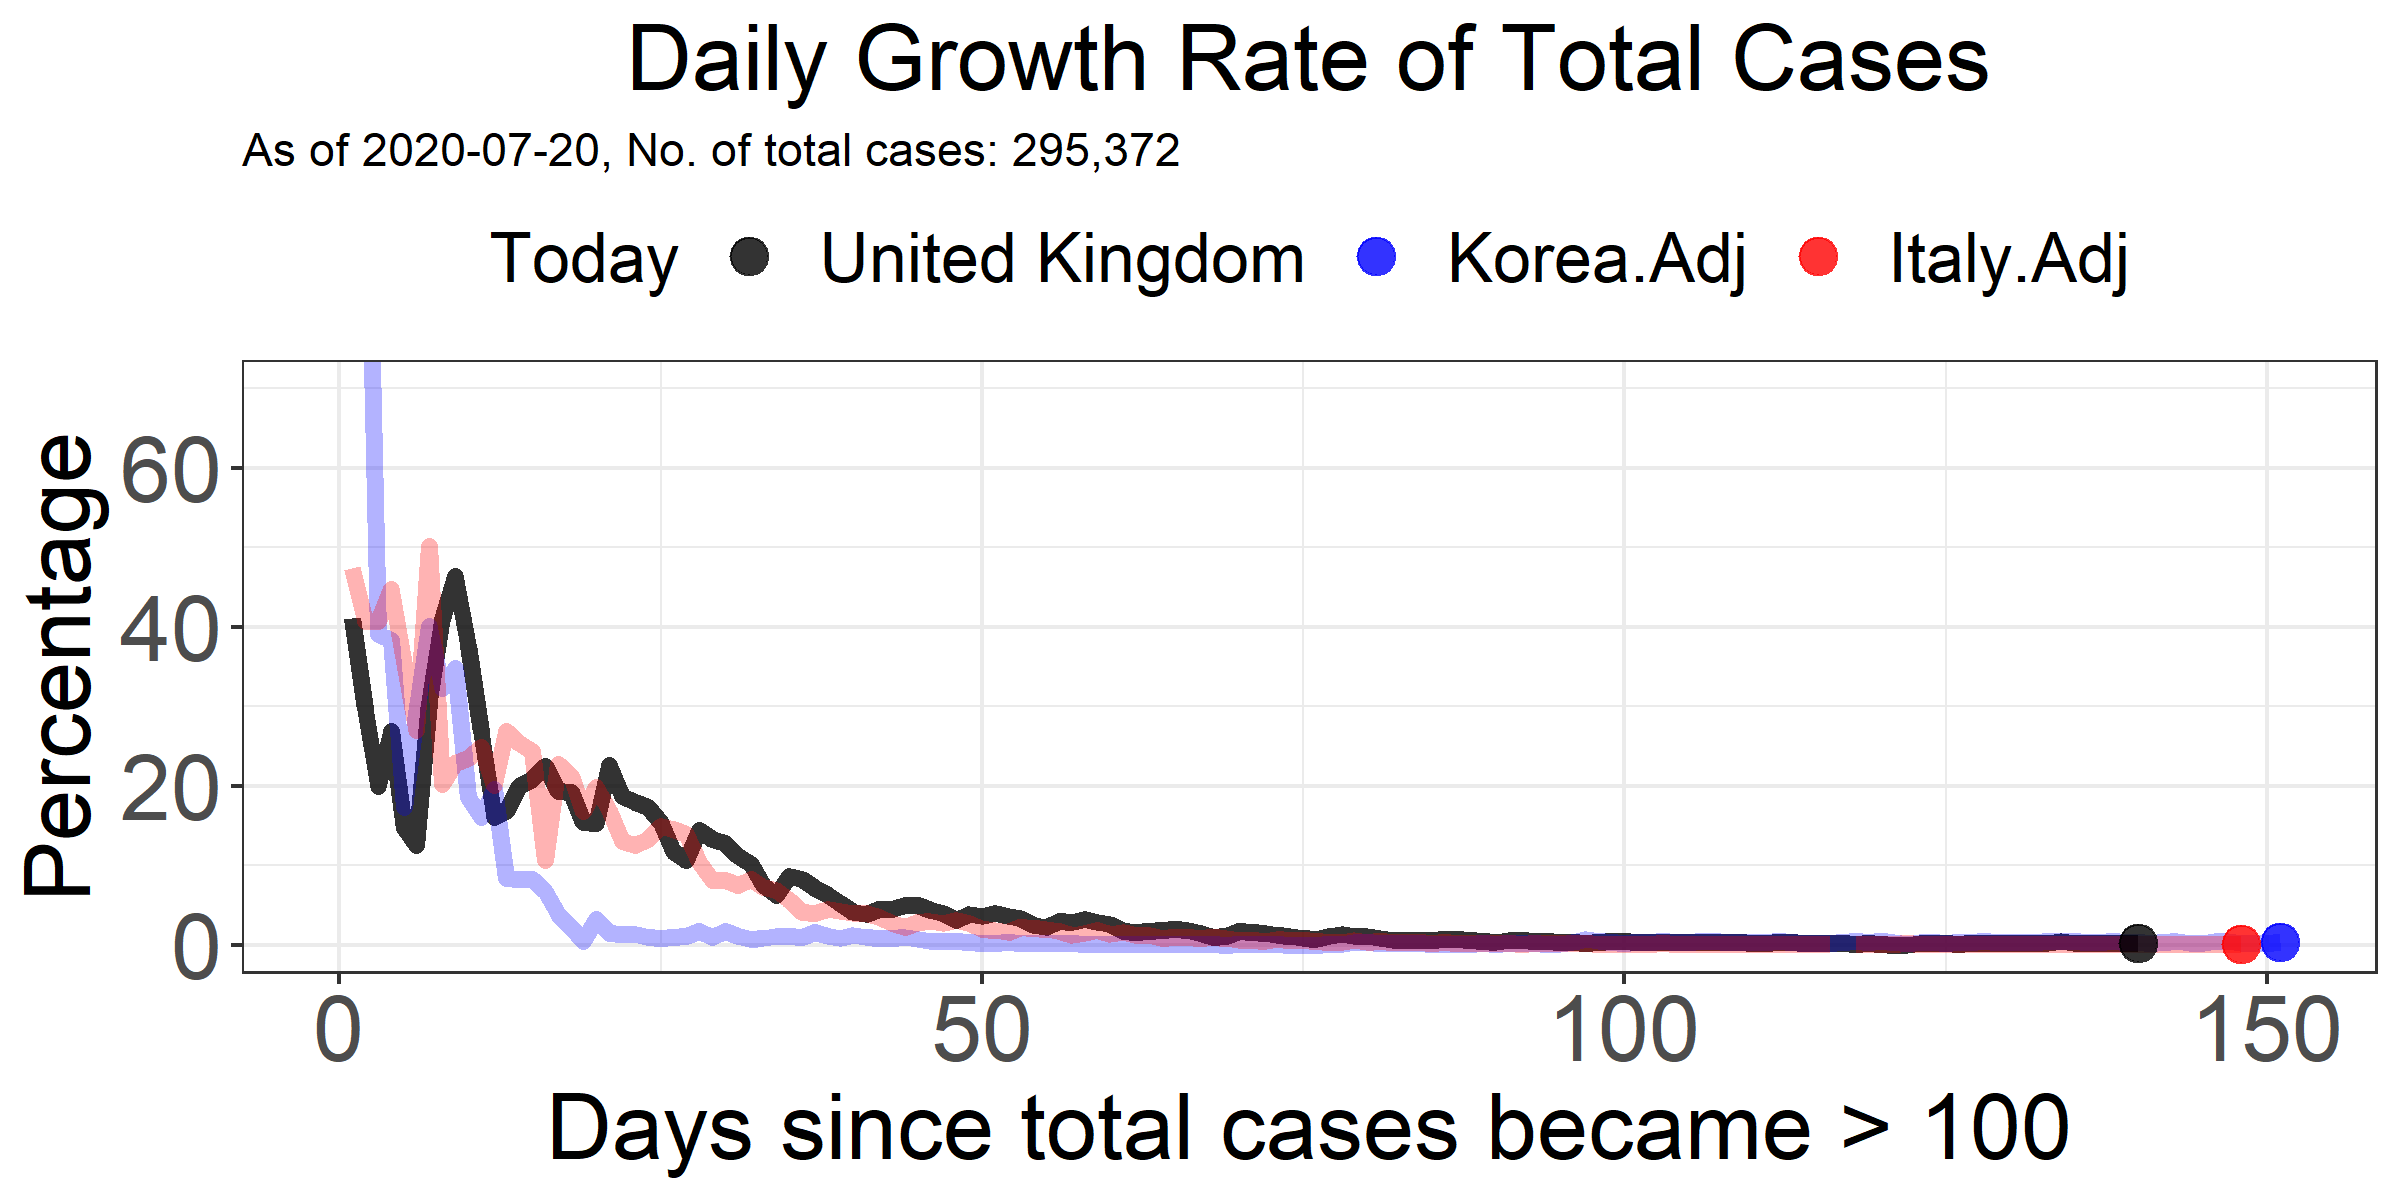 Daily Growth Rate of Total Cases
As of 2020-07-20, No. of total cases: 295,372
Today United Kingdom Korea.Adj Italy.Adj
Percentage
60
40
20
0
0 50 100 150
Days since total cases became > 100